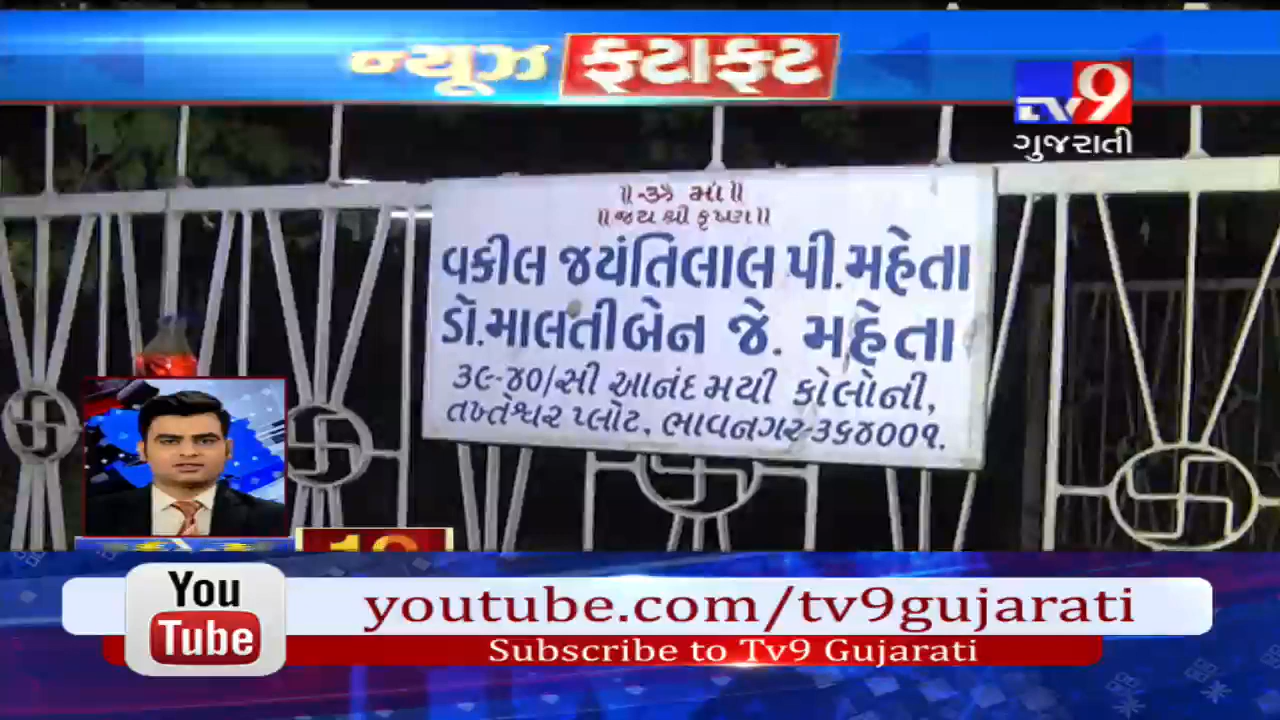 ન્યૂઝ ફટાફટ
TV9
ગુજરાતી
॥ૐ માં॥
॥જય શ્રી કૃષ્ણ॥
વકીલ જયંતિલાલ પી.મહેતા
ડૉ.માલતીબેન જે. મહેતા
૩૯-૪૦/સી આનંદમયી કોલોની,
તખ્તેશ્વર પ્લોટ, ભાવનગર-૩૬૪૦૦૧.
You
Tube
youtube.com/tv9gujarati
Subscribe to Tv9 Gujarati